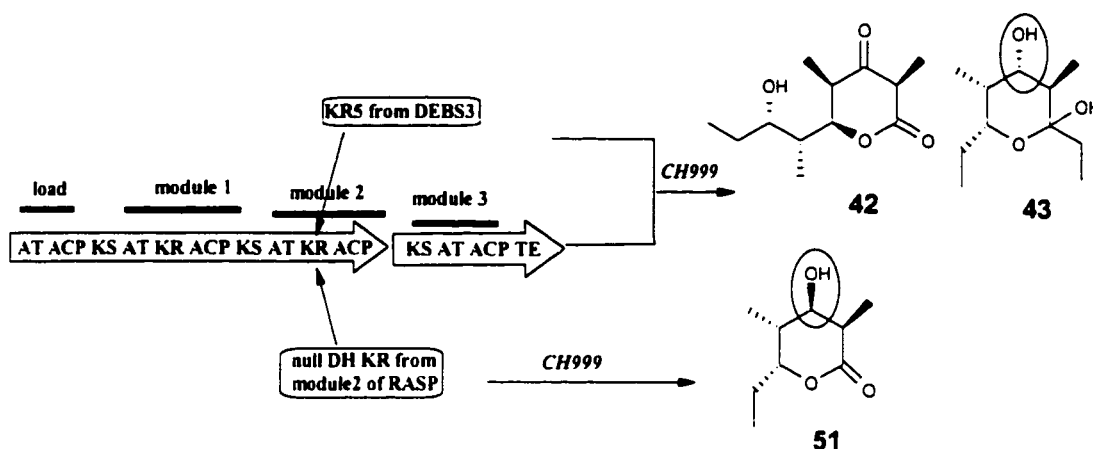 O
OH
OH
OH
O
O
O
42
43
KR5 from DEBS3
CH999
load
module 1
module 2
module 3
AT ACP KS AT KR ACP KS AT KR ACP
KS AT ACP TE
null DH KR from
module2 of RASP
CH999
OH
O
O
51